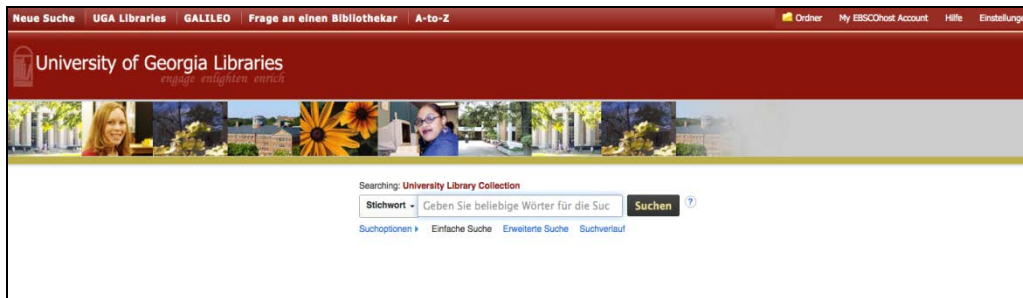 Neue Suche UGA Libraries GALILEO Frage an einen Bibliothekar A-to-Z Ordner My EBSCOhost Account Hilfe Einstellunge
University of Georgia Libraries
engage enlighten enrich
Searching: University Library Collection
Stichwort Geben Sie beliebige Wörter für die Suc Suchen ?
Suchoptionen Einfache Suche Erweiterte Suche Suchverlauf